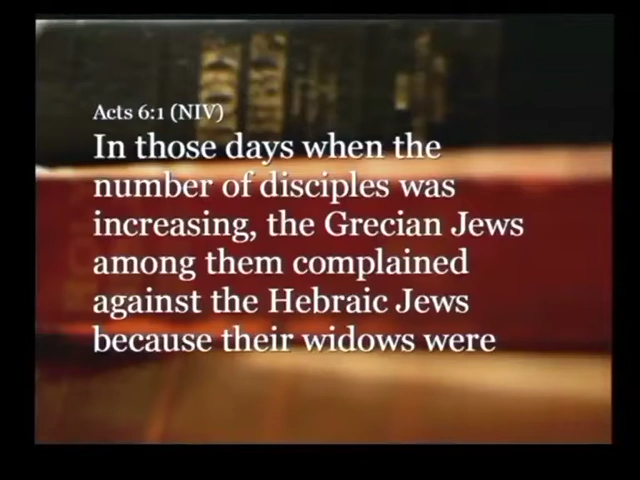 Acts 6:1 (NIV)
In those days when the
number of disciples was
increasing, the Grecian Jews
among them complained
against the Hebraic Jews
because their widows were